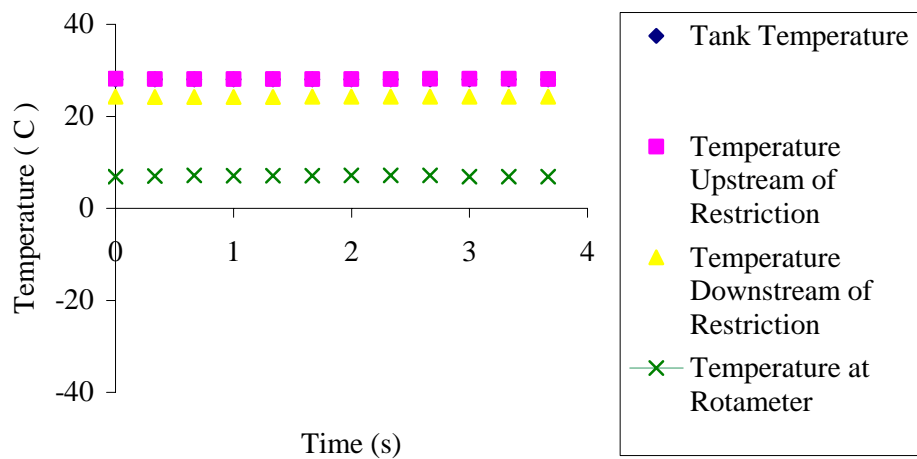 40
20
0
-20
-40
0
1
2
3
4
Temperature ( C )
Time (s)
Tank Temperature
Temperature
Upstream of
Restriction
Temperature
Downstream of
Restriction
Temperature at
Rotameter